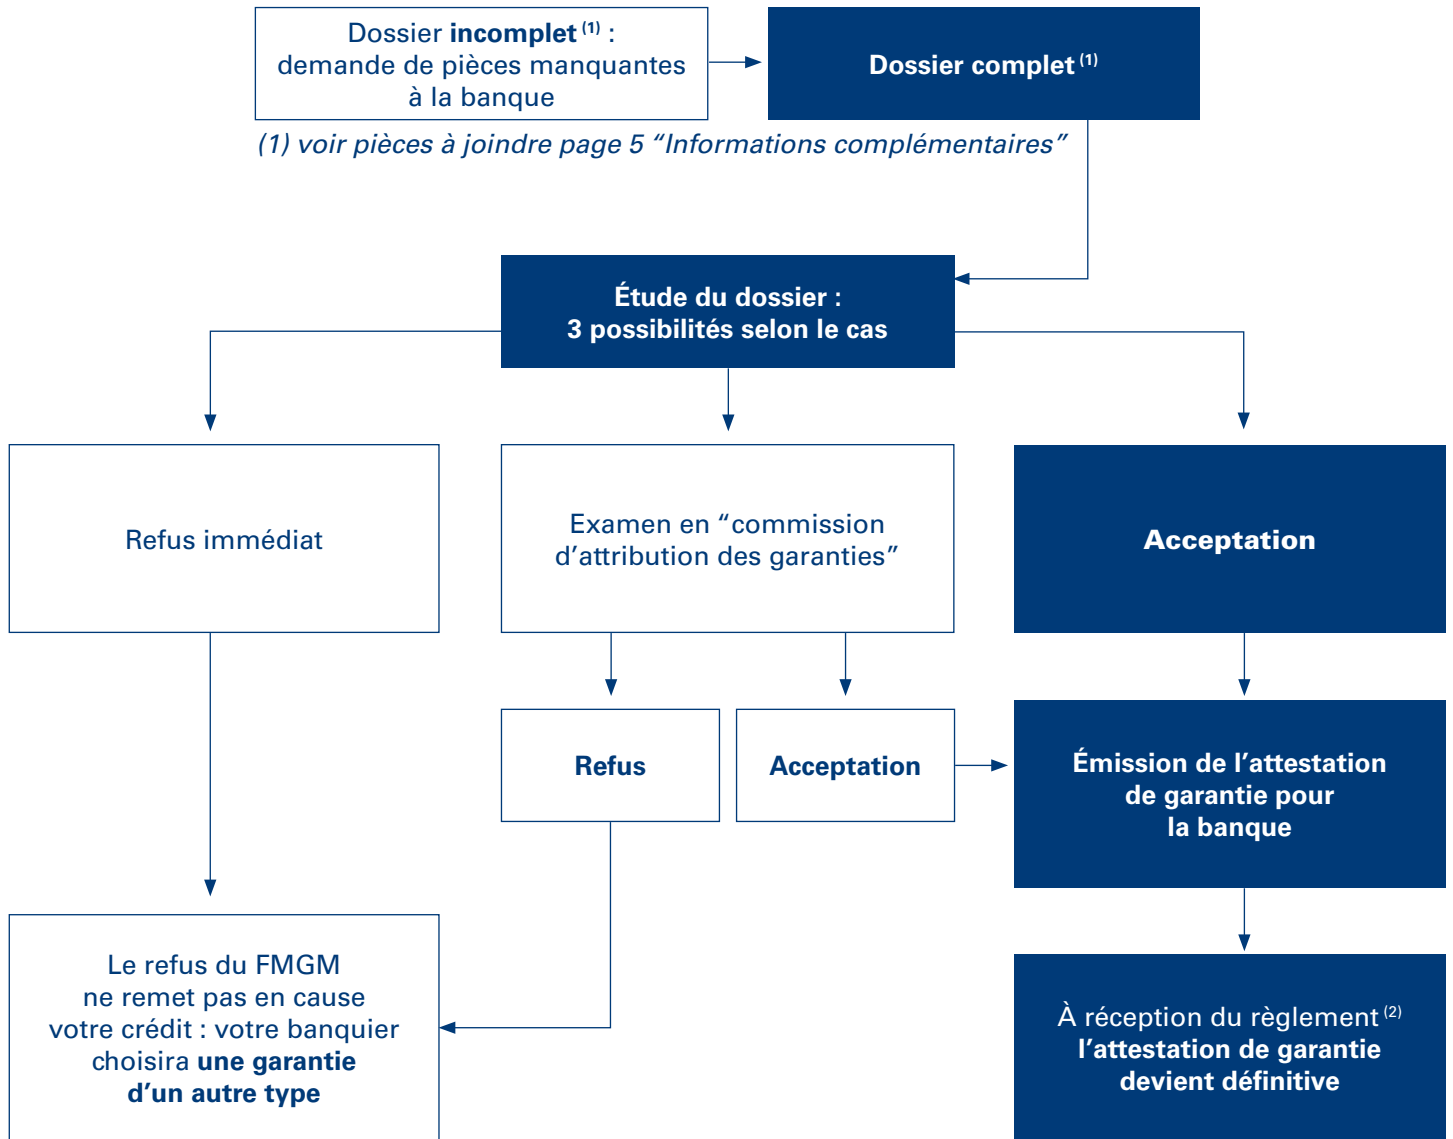 Dossier incomplet (1) :
demande de pièces manquantes
à la banque
Dossier complet (1)
(1) voir pièces à joindre page 5 “Informations complémentaires”
Étude du dossier :
3 possibilités selon le cas
Refus immédiat
Examen en “commission
d’attribution des garanties”
Acceptation
Refus
Acceptation
Émission de l’attestation
de garantie pour
la banque
Le refus du FMGM
ne remet pas en cause
votre crédit : votre banquier
choisira une garantie
d’un autre type
À réception du règlement (2)
l’attestation de garantie
devient définitive